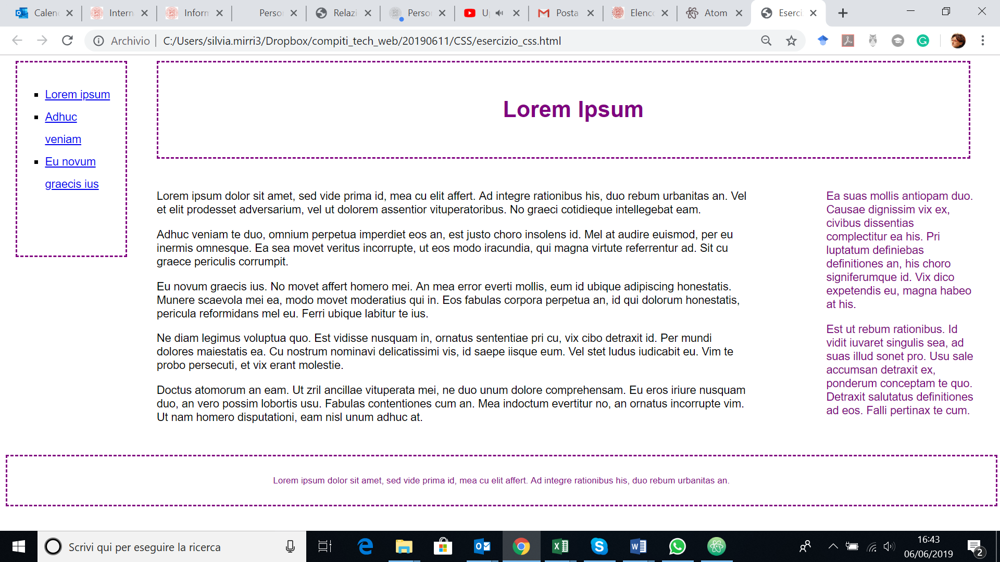 Calen
Intern
Inform
Person
Relazi
Person
Up
Posta
Elenco
Atom
Eserci
Archivio
C:/Users/silvia.mirri3/Dropbox/compiti_tech_web/20190611/CSS/esercizio_css.html
Lorem ipsum
Adhuc
veniam
Eu novum
graecis ius
Lorem Ipsum
Lorem ipsum dolor sit amet, sed vide prima id, mea cu elit affert. Ad integre rationibus his, duo rebum urbanitas an. Vel
et elit prodesset adversarium, vel ut dolorem assentior vituperatoribus. No graeci cotidieque intellegebat eam.
Adhuc veniam te duo, omnium perpetua imperdiet eos an, est justo choro insolens id. Mel at audire euismod, per eu
inermis omnesque. Ea sea movet veritus incorrupte, ut eos modo iracundia, qui magna virtute referrentur ad. Sit cu
graece periculis corrumpit.
Eu novum graecis ius. No movet affert homero mei. An mea error everti mollis, eum id ubique adipiscing honestatis.
Munere scaevola mei ea, modo movet moderatius qui in. Eos fabulas corpora perpetua an, id qui dolorum honestatis,
pericula reformidans mel eu. Ferri ubique labitur te ius.
Ne diam legimus voluptua quo. Est vidisse nusquam in, ornatus sententiae pri cu, vix cibo detraxit id. Per mundi
dolores maiestatis ea. Cu nostrum nominavi delicatissimi vis, id saepe iisque eum. Vel stet ludus iudicabit eu. Vim te
probo persecuti, et vix erant molestie.
Doctus atomorum an eam. Ut zril ancillae vituperata mei, ne duo unum dolore comprehensam. Eu eros iriure nusquam
duo, an vero possim lobortis usu. Fabulas contentiones cum an. Mea indoctum evertitur no, an ornatus incorrupte vim.
Ut nam homero disputationi, eam nisl unum adhuc at.
Ea suas mollis antiopam duo.
Causae dignissim vix ex,
civibus dissentias
complectitur ea his. Pri
luptatum definiebas
definitiones an, his choro
signiferumque id. Vix dico
expetendis eu, magna habeo
at his.
Est ut rebum rationibus. Id
vidit iuvaret singulis sea, ad
suas illud sonet pro. Usu sale
accumsan detraxit ex,
ponderum conceptam te quo.
Detraxit salutatus definitiones
ad eos. Falli pertinax te cum.
Lorem ipsum dolor sit amet, sed vide prima id, mea cu elit affert. Ad integre rationibus his, duo rebum urbanitas an.
Scrivi qui per eseguire la ricerca
16:43
06/06/2019
2